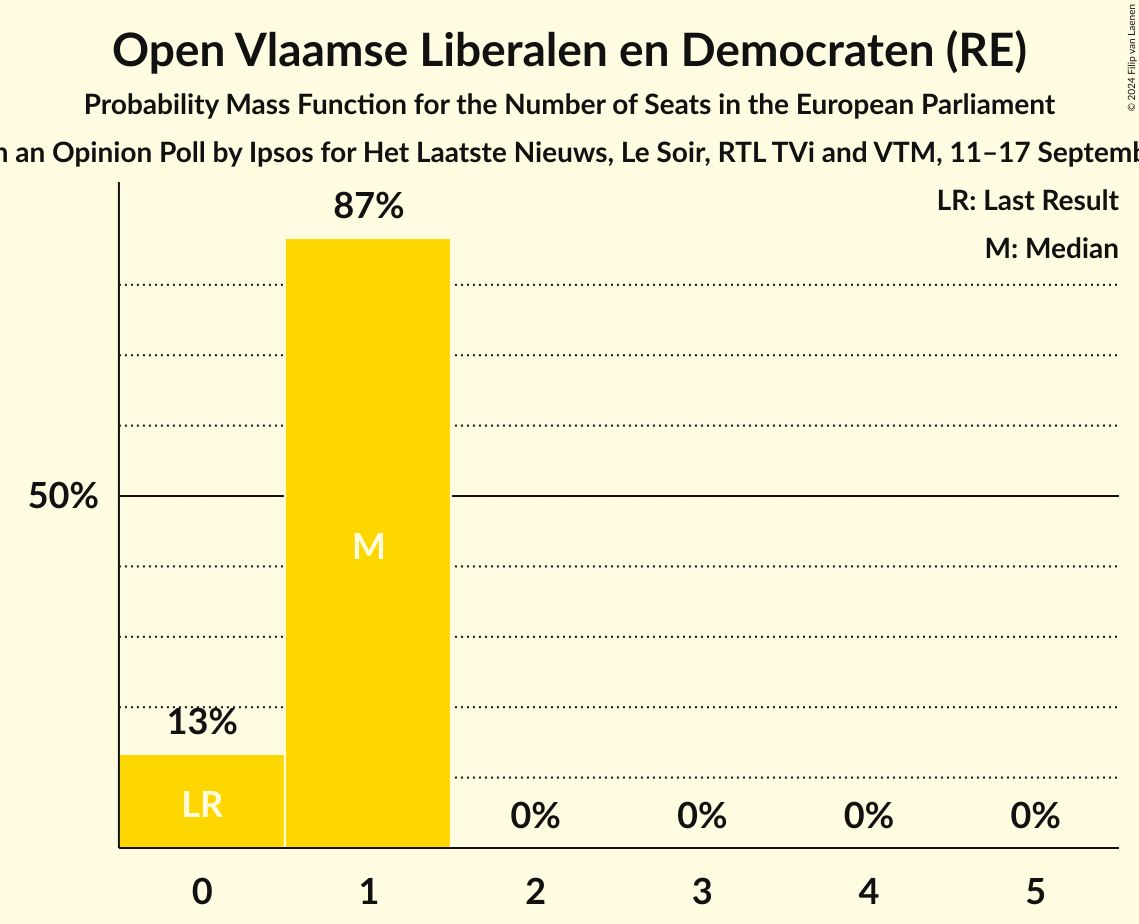 Open Vlaamse Liberalen en Democraten (RE)
Probability Mass Function for the Number of Seats in the European Parliament
an Opinion Poll by Ipsos for Het Laatste Nieuws, Le Soir, RTL TVi and VTM, 11–17
© 2024 Filip van Laenen
LR: Last Result
M: Median
87%
50%
M
13%
LR
0% 0% 0% 0%
0 1 2 3 4 5